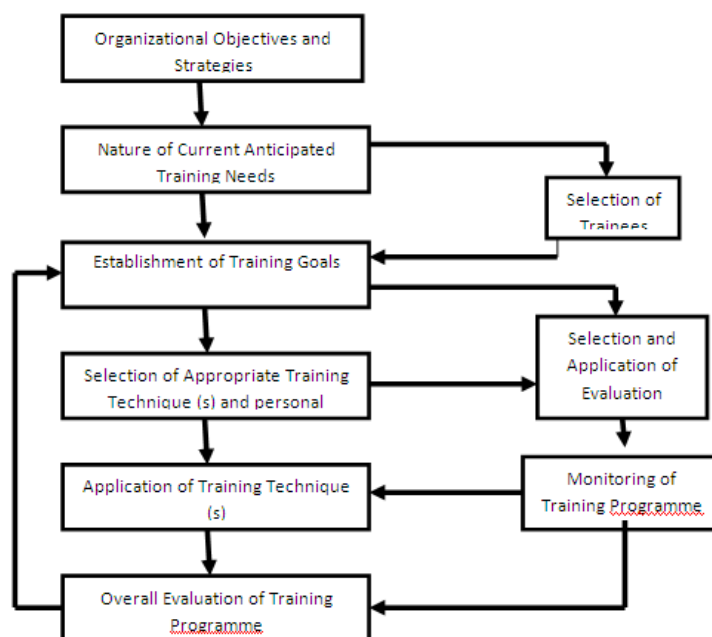 Organizational Objectives and
Strategies
Nature of Current Anticipated
Training Needs
Selection of
Trainees
Establishment of Training Goals
Selection and
Application of
Evaluation
Selection of Appropriate Training
Technique (s) and personal
Application of Training Technique
(s)
Monitoring of
Training Programme
Overall Evaluation of Training
Programme